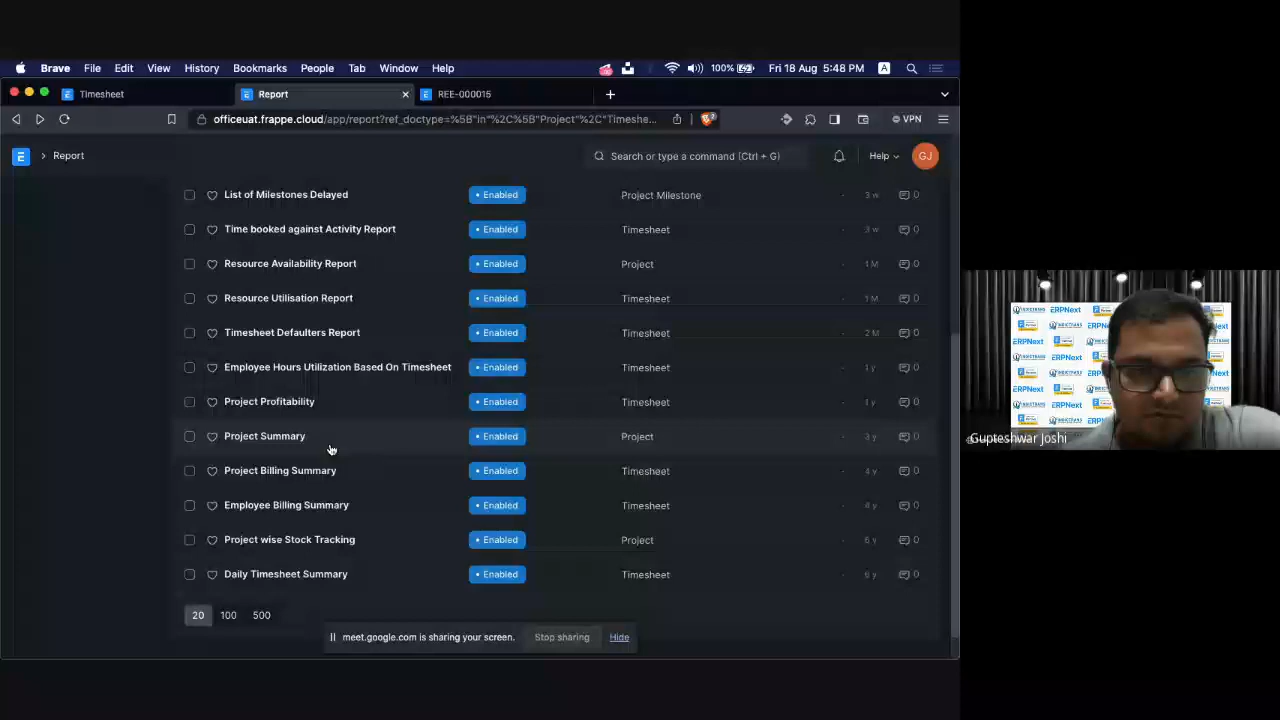 Brave File Edit View History Bookmarks People Tab Window Help 100% Fri 18 Aug 5:48 PM A
Timesheet Report REE-000015
officeuat.frappe.cloud/app/report?ref_doctype=%5B"in"%2C%5B"Project"%2C"Timeshe... VPN
E Report Search or type a command (Ctrl + G) Help GJ
List of Milestones Delayed • Enabled Project Milestone - 3 w 0
Time booked against Activity Report • Enabled Timesheet - 3 w 0
Resource Availability Report • Enabled Project - 1 M 0
Resource Utilisation Report • Enabled Timesheet - 1 M 0
Timesheet Defaulters Report • Enabled Timesheet - 2 M 0
Employee Hours Utilization Based On Timesheet • Enabled Timesheet - 1 y 0
Project Profitability • Enabled Timesheet - 1 y 0
Project Summary • Enabled Project - 3 y 0
Project Billing Summary • Enabled Timesheet - 4 y 0
Employee Billing Summary • Enabled Timesheet - 4 y 0
Project wise Stock Tracking • Enabled Project - 6 y 0
Daily Timesheet Summary • Enabled Timesheet - 6 y 0
20 100 500
meet.google.com is sharing your screen. Stop sharing Hide
ERPNext
INDICTRANS
Gupteshwar Joshi